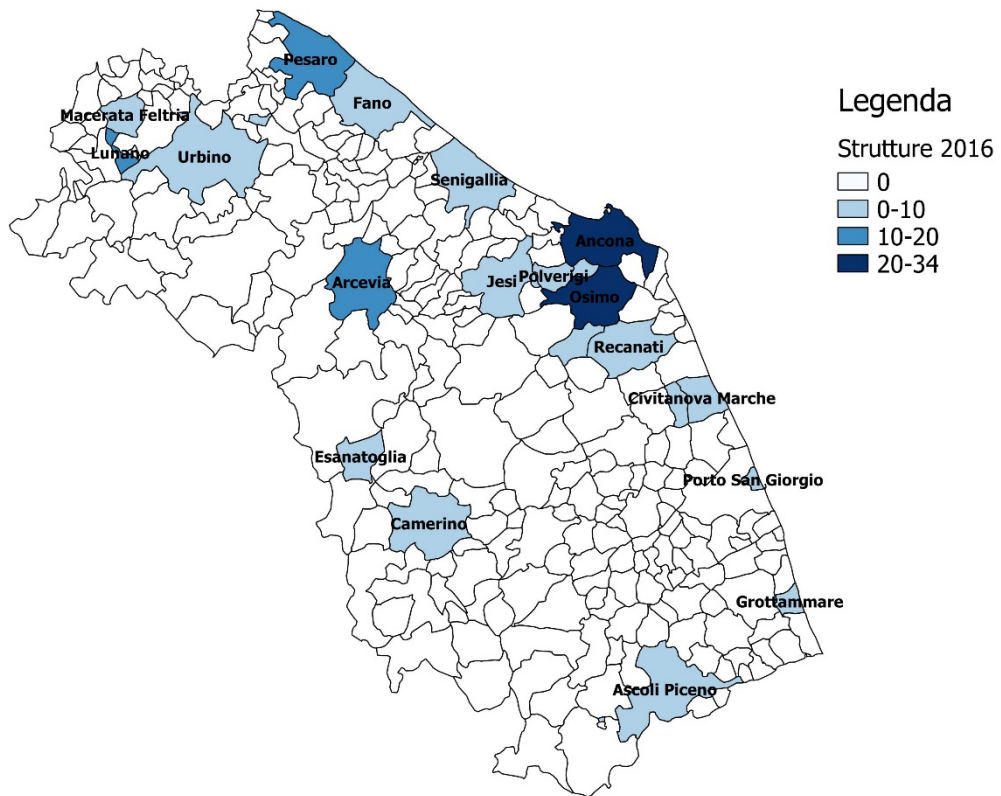 Pesaro
Fano
Macerata Feltria
Lunano
Urbino
Senigallia
Ancona
Arcevia
Jesi
Polverigi
Osimo
Recanati
Civitanova Marche
Esanatoglia
Porto San Giorgio
Camerino
Grottammare
Ascoli Piceno
Legenda
Strutture 2016
0
0-10
10-20
20-34